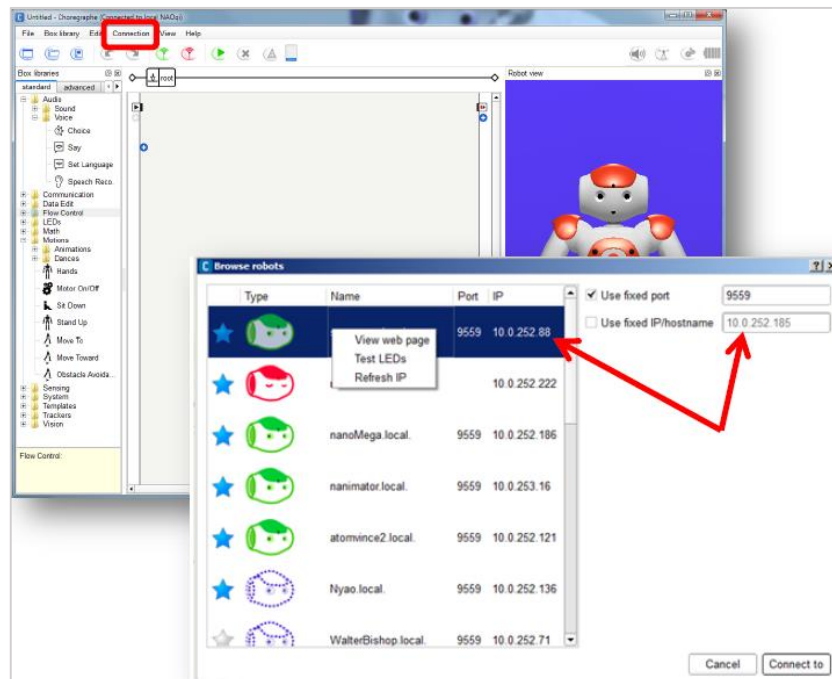 Untitled - Choregraphe (Connected to local NAOqi)
File Box library Edit Connection View Help
Box libraries
standard advanced
root
Robot view
Audio
Sound
Voice
Choice
Say
Set Language
Speech Reco.
Communication
Data Edit
Flow Control
LEDs
Math
Motions
Animations
Dances
Hands
Motor On/Off
Sit Down
Stand Up
Move To
Move Toward
Obstacle Avoida...
Sensing
System
Templates
Trackers
Vision
Flow Control:
Browse robots
Type Name Port IP
9559 10.0.252.88
View web page
Test LEDs
Refresh IP
10.0.252.222
nanoMega.local. 9559 10.0.252.186
nanimator.local. 9559 10.0.253.16
atomvince2.local. 9559 10.0.252.121
Nyao.local. 9559 10.0.252.136
WalterBishop.local. 9559 10.0.252.71
Use fixed port 9559
Use fixed IP/hostname 10.0.252.185
Cancel Connect to